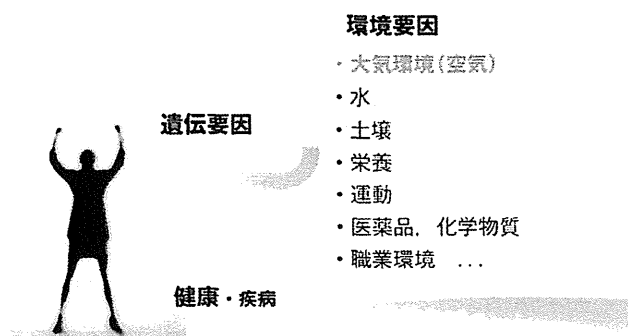 環境要因
・大気環境(空気)
・水
・土壌
遺伝要因
・栄養
・運動
・医薬品，化学物質
・職業環境 ...
健康・疾病